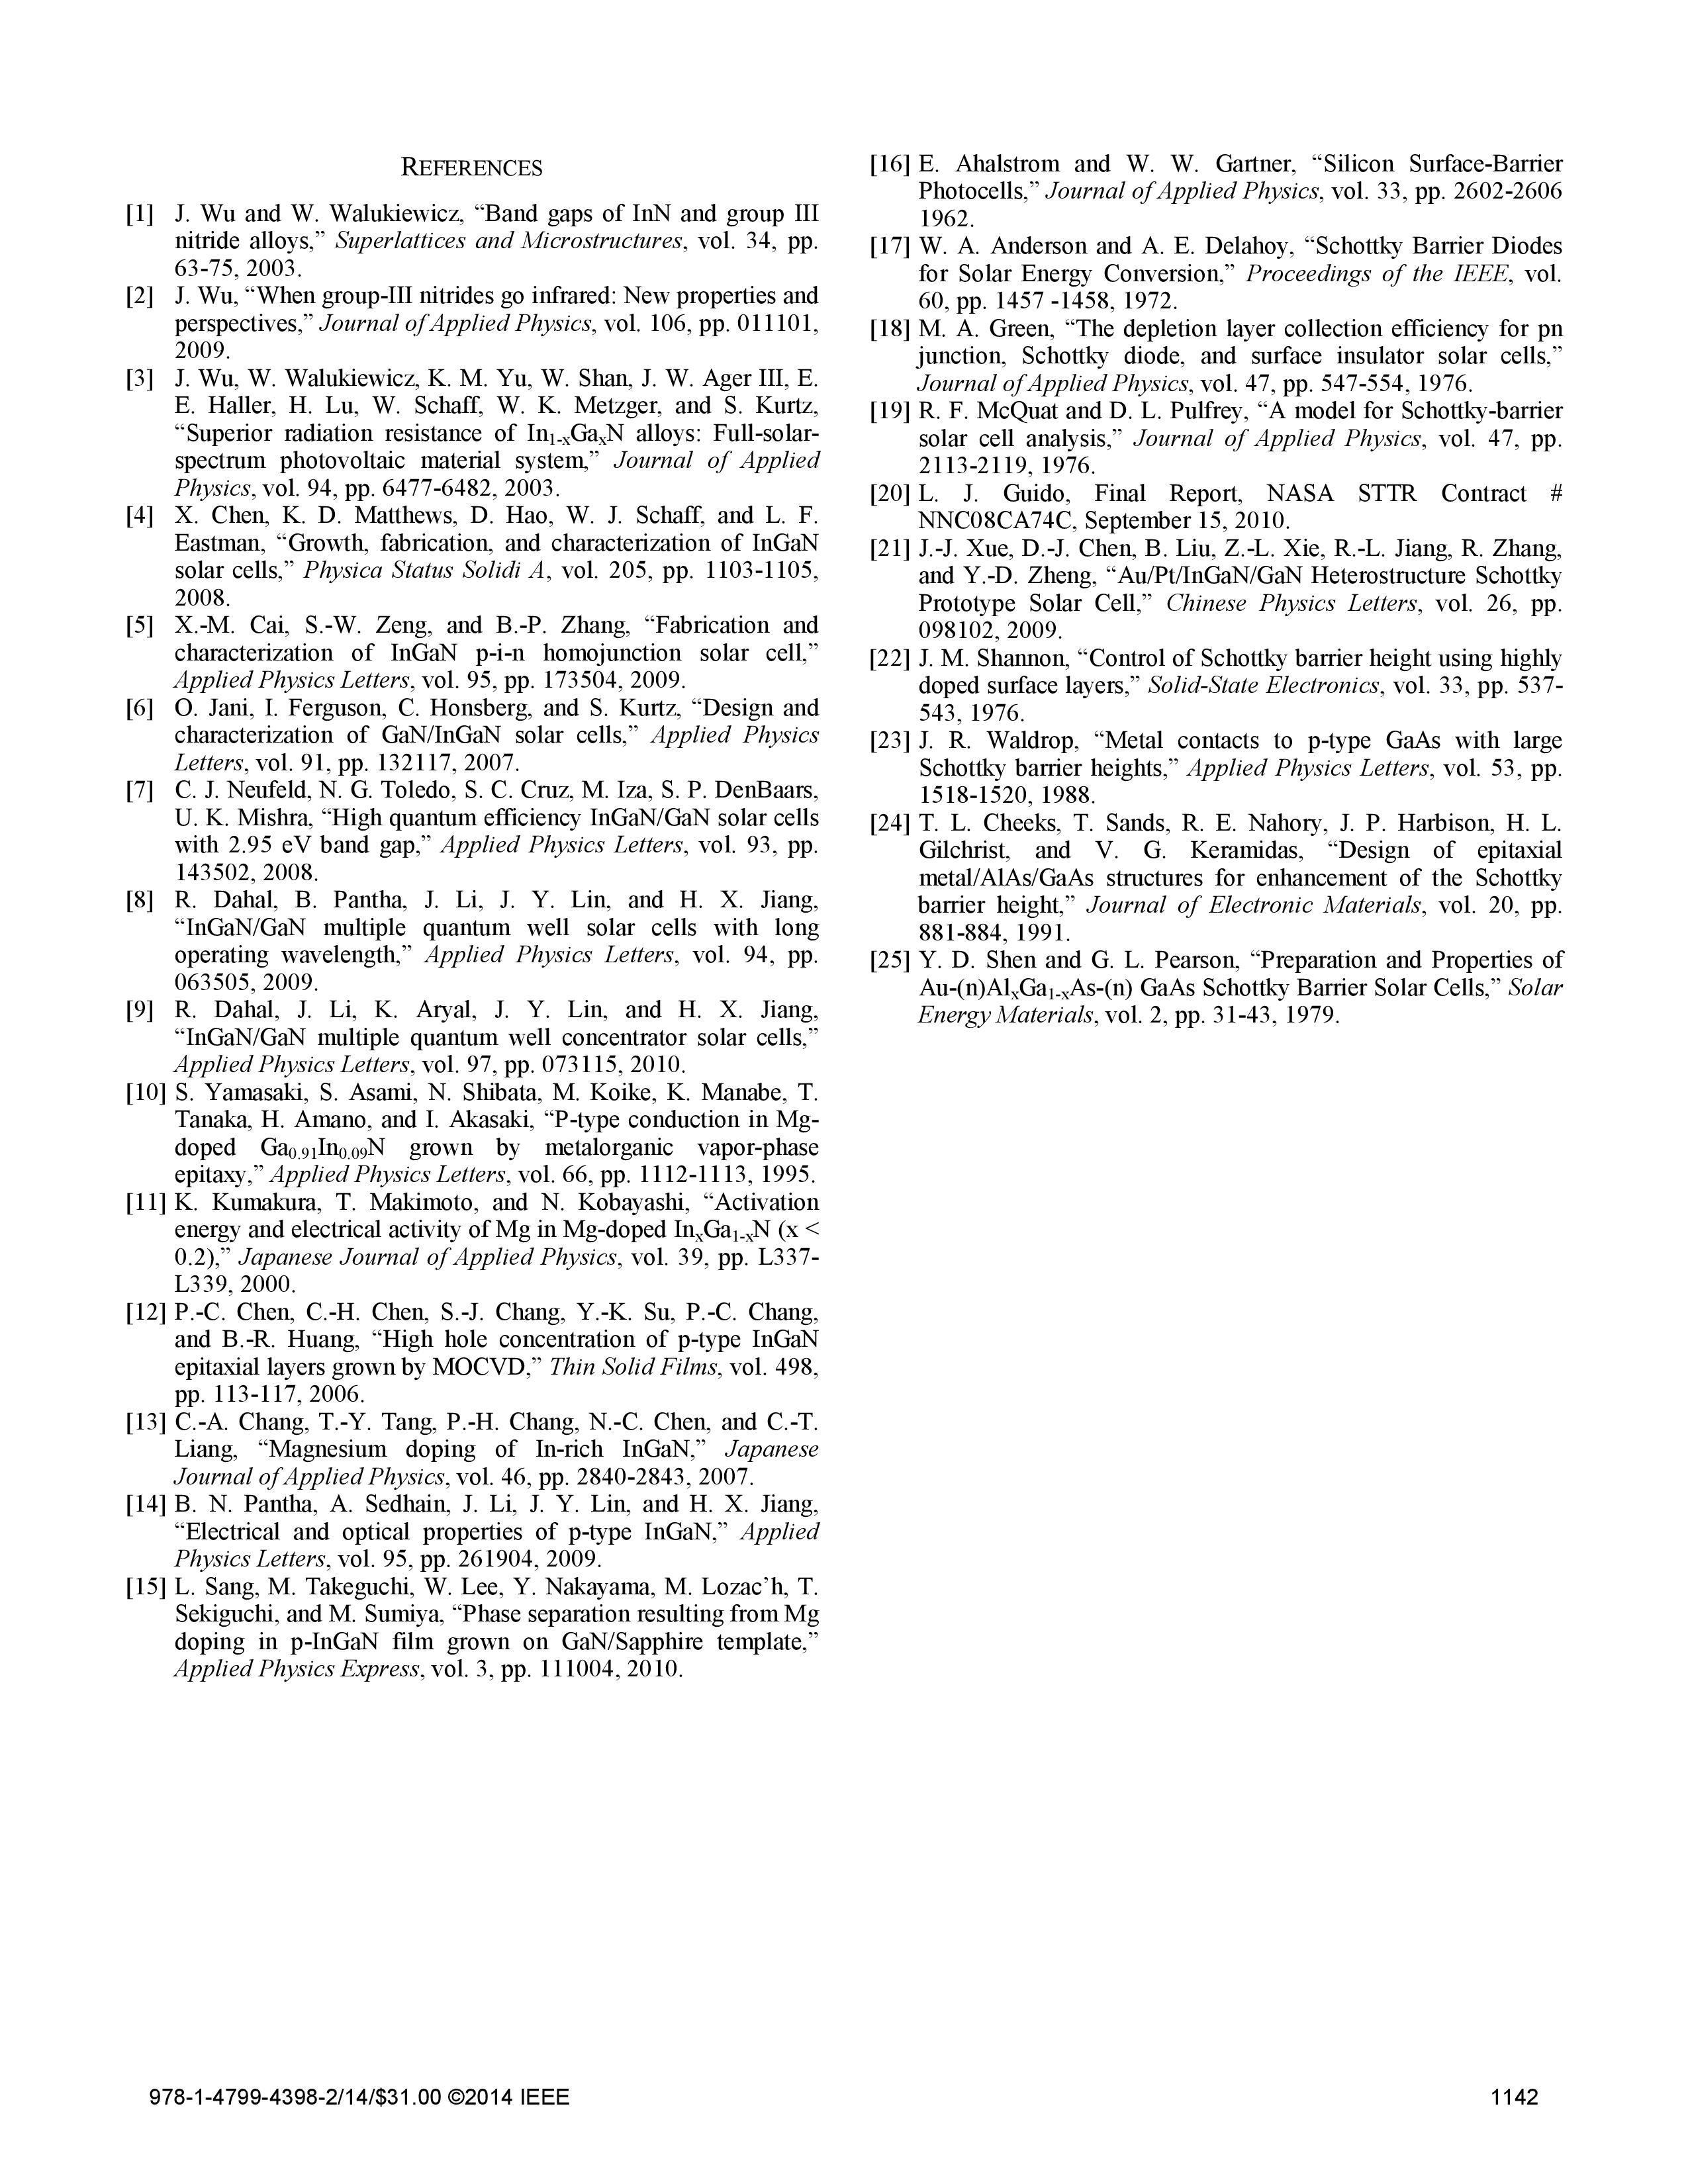 REFERENCES
[1] J. Wu and W. Walukiewicz, “Band gaps of InN and group III
nitride alloys,” Superlattices and Microstructures, vol. 34, pp.
63-75, 2003.
[2] J. Wu, “When group-III nitrides go infrared: New properties and
perspectives,” Journal of Applied Physics, vol. 106, pp. 011101,
2009.
[3] J. Wu, W. Walukiewicz, K. M. Yu, W. Shan, J. W. Ager III, E.
E. Haller, H. Lu, W. Schaff, W. K. Metzger, and S. Kurtz,
“Superior radiation resistance of In1-xGaxN alloys: Full-solar-
spectrum photovoltaic material system,” Journal of Applied
Physics, vol. 94, pp. 6477-6482, 2003.
[4] X. Chen, K. D. Matthews, D. Hao, W. J. Schaff, and L. F.
Eastman, “Growth, fabrication, and characterization of InGaN
solar cells,” Physica Status Solidi A, vol. 205, pp. 1103-1105,
2008.
[5] X.-M. Cai, S.-W. Zeng, and B.-P. Zhang, “Fabrication and
characterization of InGaN p-i-n homojunction solar cell,”
Applied Physics Letters, vol. 95, pp. 173504, 2009.
[6] O. Jani, I. Ferguson, C. Honsberg, and S. Kurtz, “Design and
characterization of GaN/InGaN solar cells,” Applied Physics
Letters, vol. 91, pp. 132117, 2007.
[7] C. J. Neufeld, N. G. Toledo, S. C. Cruz, M. Iza, S. P. DenBaars,
U. K. Mishra, “High quantum efficiency InGaN/GaN solar cells
with 2.95 eV band gap,” Applied Physics Letters, vol. 93, pp.
143502, 2008.
[8] R. Dahal, B. Pantha, J. Li, J. Y. Lin, and H. X. Jiang,
“InGaN/GaN multiple quantum well solar cells with long
operating wavelength,” Applied Physics Letters, vol. 94, pp.
063505, 2009.
[9] R. Dahal, J. Li, K. Aryal, J. Y. Lin, and H. X. Jiang,
“InGaN/GaN multiple quantum well concentrator solar cells,”
Applied Physics Letters, vol. 97, pp. 073115, 2010.
[10] S. Yamasaki, S. Asami, N. Shibata, M. Koike, K. Manabe, T.
Tanaka, H. Amano, and I. Akasaki, “P-type conduction in Mg-
doped Ga0.91In0.09N grown by metalorganic vapor-phase
epitaxy,” Applied Physics Letters, vol. 66, pp. 1112-1113, 1995.
[11] K. Kumakura, T. Makimoto, and N. Kobayashi, “Activation
energy and electrical activity of Mg in Mg-doped InxGa1-xN (x <
0.2),” Japanese Journal of Applied Physics, vol. 39, pp. L337-
L339, 2000.
[12] P.-C. Chen, C.-H. Chen, S.-J. Chang, Y.-K. Su, P.-C. Chang,
and B.-R. Huang, “High hole concentration of p-type InGaN
epitaxial layers grown by MOCVD,” Thin Solid Films, vol. 498,
pp. 113-117, 2006.
[13] C.-A. Chang, T.-Y. Tang, P.-H. Chang, N.-C. Chen, and C.-T.
Liang, “Magnesium doping of In-rich InGaN,” Japanese
Journal of Applied Physics, vol. 46, pp. 2840-2843, 2007.
[14] B. N. Pantha, A. Sedhain, J. Li, J. Y. Lin, and H. X. Jiang,
“Electrical and optical properties of p-type InGaN,” Applied
Physics Letters, vol. 95, pp. 261904, 2009.
[15] L. Sang, M. Takeguchi, W. Lee, Y. Nakayama, M. Lozac’h, T.
Sekiguchi, and M. Sumiya, “Phase separation resulting from Mg
doping in p-InGaN film grown on GaN/Sapphire template,”
Applied Physics Express, vol. 3, pp. 111004, 2010.
[16] E. Ahalstrom and W. W. Gartner, “Silicon Surface-Barrier
Photocells,” Journal of Applied Physics, vol. 33, pp. 2602-2606
1962.
[17] W. A. Anderson and A. E. Delahoy, “Schottky Barrier Diodes
for Solar Energy Conversion,” Proceedings of the IEEE, vol.
60, pp. 1457 -1458, 1972.
[18] M. A. Green, “The depletion layer collection efficiency for pn
junction, Schottky diode, and surface insulator solar cells,”
Journal of Applied Physics, vol. 47, pp. 547-554, 1976.
[19] R. F. McQuat and D. L. Pulfrey, “A model for Schottky-barrier
solar cell analysis,” Journal of Applied Physics, vol. 47, pp.
2113-2119, 1976.
[20] L. J. Guido, Final Report, NASA STTR Contract #
NNC08CA74C, September 15, 2010.
[21] J.-J. Xue, D.-J. Chen, B. Liu, Z.-L. Xie, R.-L. Jiang, R. Zhang,
and Y.-D. Zheng, “Au/Pt/InGaN/GaN Heterostructure Schottky
Prototype Solar Cell,” Chinese Physics Letters, vol. 26, pp.
098102, 2009.
[22] J. M. Shannon, “Control of Schottky barrier height using highly
doped surface layers,” Solid-State Electronics, vol. 33, pp. 537-
543, 1976.
[23] J. R. Waldrop, “Metal contacts to p-type GaAs with large
Schottky barrier heights,” Applied Physics Letters, vol. 53, pp.
1518-1520, 1988.
[24] T. L. Cheeks, T. Sands, R. E. Nahory, J. P. Harbison, H. L.
Gilchrist, and V. G. Keramidas, “Design of epitaxial
metal/AlAs/GaAs structures for enhancement of the Schottky
barrier height,” Journal of Electronic Materials, vol. 20, pp.
881-884, 1991.
[25] Y. D. Shen and G. L. Pearson, “Preparation and Properties of
Au-(n)AlxGa1-xAs-(n) GaAs Schottky Barrier Solar Cells,” Solar
Energy Materials, vol. 2, pp. 31-43, 1979.
978-1-4799-4398-2/14/$31.00 ©2014 IEEE
1142